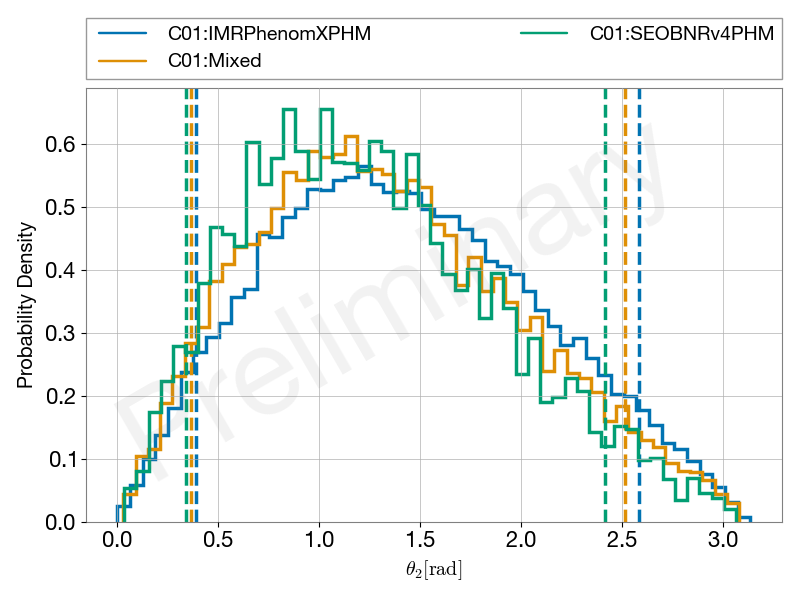 C01:IMRPhenomXPHM
C01:Mixed
C01:SEOBNRv4PHM
Probability Density
0.6
0.5
0.4
0.3
0.2
0.1
0.0
Preliminary
0.0 0.5 1.0 1.5 2.0 2.5 3.0
θ₂[rad]